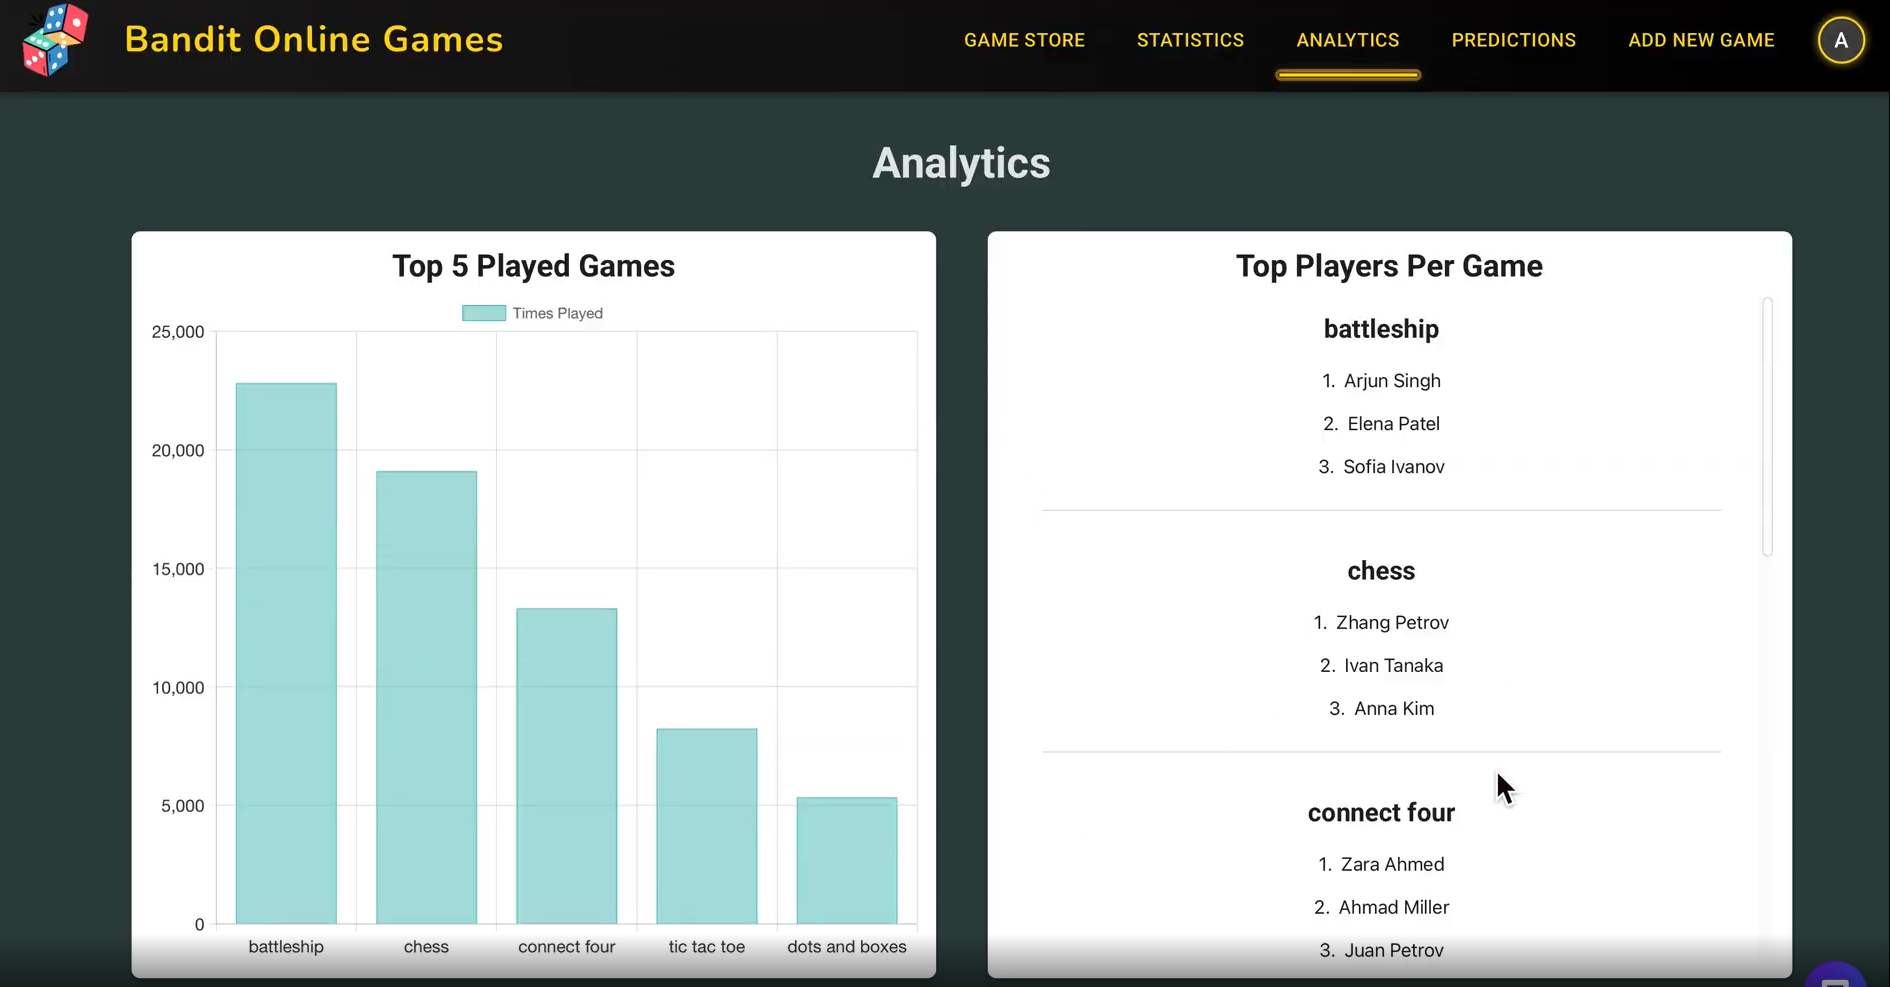 Bandit Online Games
GAME STORE
STATISTICS
ANALYTICS
PREDICTIONS
ADD NEW GAME
A
Analytics
Top 5 Played Games
Times Played
25,000
20,000
15,000
10,000
5,000
0
battleship
chess
connect four
tic tac toe
dots and boxes
Top Players Per Game
battleship
1. Arjun Singh
2. Elena Patel
3. Sofia Ivanov
chess
1. Zhang Petrov
2. Ivan Tanaka
3. Anna Kim
connect four
1. Zara Ahmed
2. Ahmad Miller
3. Juan Petrov